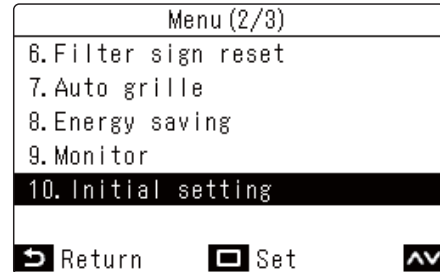 Menu(2/3)
6.Filter sign reset
7.Auto grille
8.Energy saving
9.Monitor
10.Initial setting
Return Set